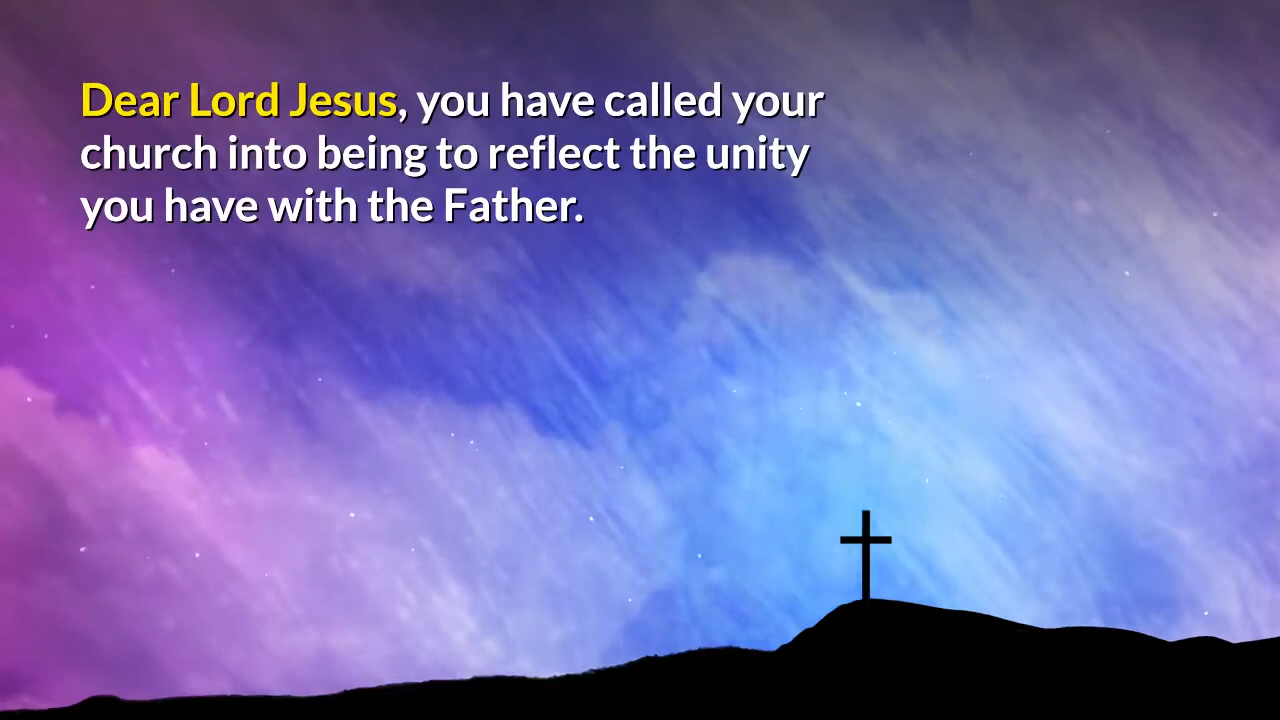 Dear Lord Jesus, you have called your
church into being to reflect the unity
you have with the Father.